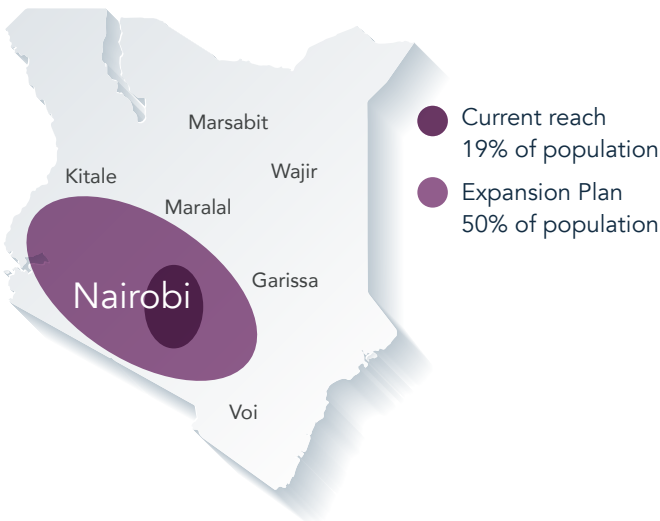 Marsabit
Wajir
Kitale
Maralal
Garissa
Nairobi
Voi
Current reach
19% of population
Expansion Plan
50% of population